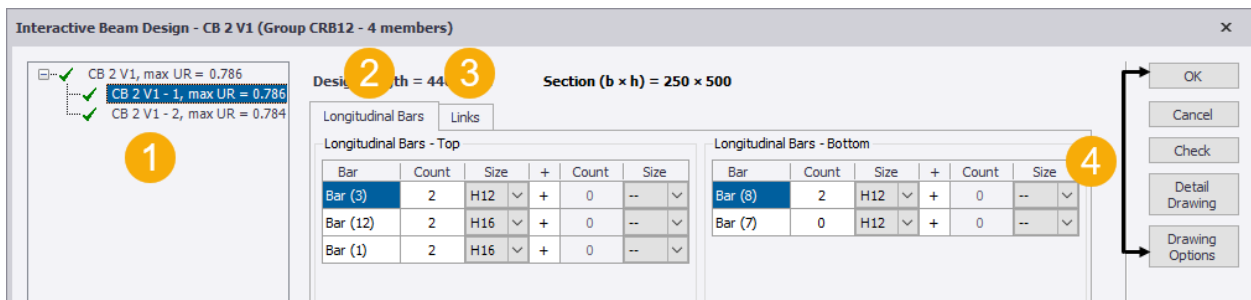 Interactive Beam Design - CB 2 V1 (Group CRB12 - 4 members)
CB 2 V1, max UR = 0.786
CB 2 V1 - 1, max UR = 0.786
CB 2 V1 - 2, max UR = 0.784
1
2
3
Section (b × h) = 250 × 500
Longitudinal Bars Links
Longitudinal Bars - Top
Bar Count Size + Count Size
Bar (3) 2 H12 + 0 --
Bar (12) 2 H16 + 0 --
Bar (1) 2 H16 + 0 --
Longitudinal Bars - Bottom
Bar Count Size + Count Size
Bar (8) 2 H12 + 0 --
Bar (7) 0 H12 + 0 --
4
OK
Cancel
Check
Detail
Drawing
Drawing
Options